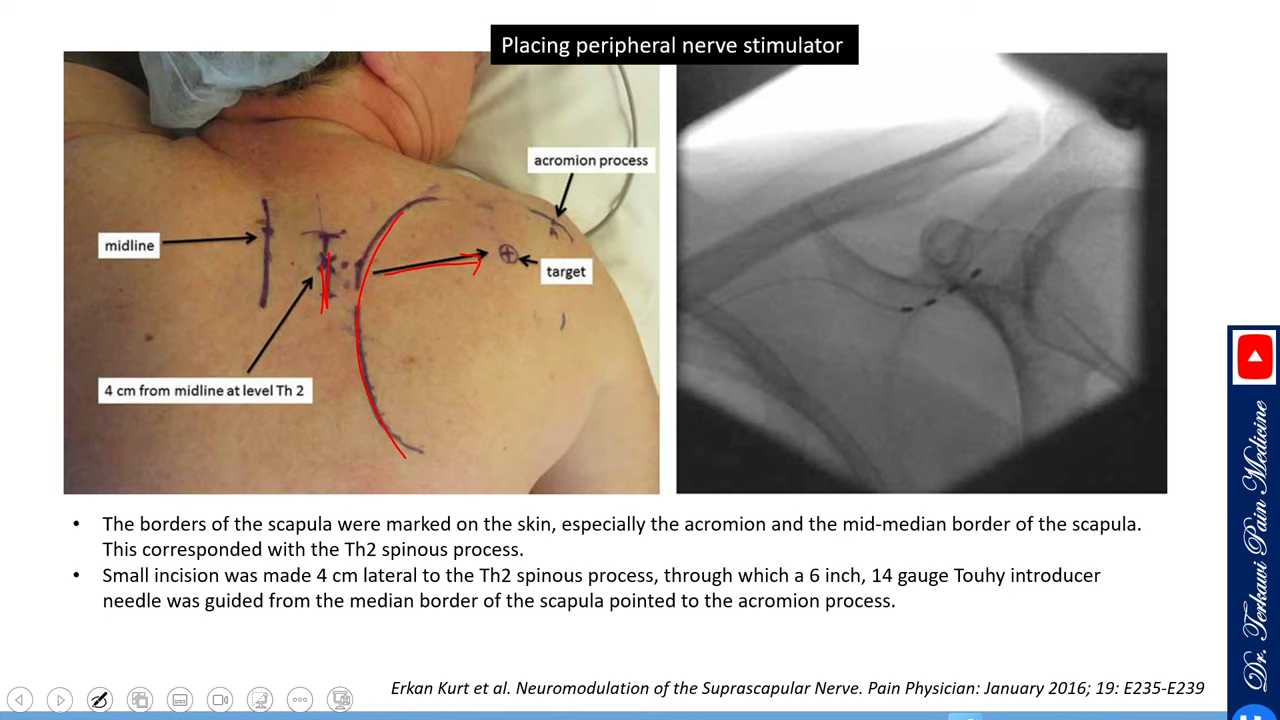 Placing peripheral nerve stimulator
acromion process
midline
target
4 cm from midline at level Th 2
• The borders of the scapula were marked on the skin, especially the acromion and the mid-median border of the scapula.
This corresponded with the Th2 spinous process.
• Small incision was made 4 cm lateral to the Th2 spinous process, through which a 6 inch, 14 gauge Touhy introducer
needle was guided from the median border of the scapula pointed to the acromion process.
Erkan Kurt et al. Neuromodulation of the Supascapular Nerve. Pain Physician: January 2016; 19: E235-E239
Dr. Terkawi Pain Medicine